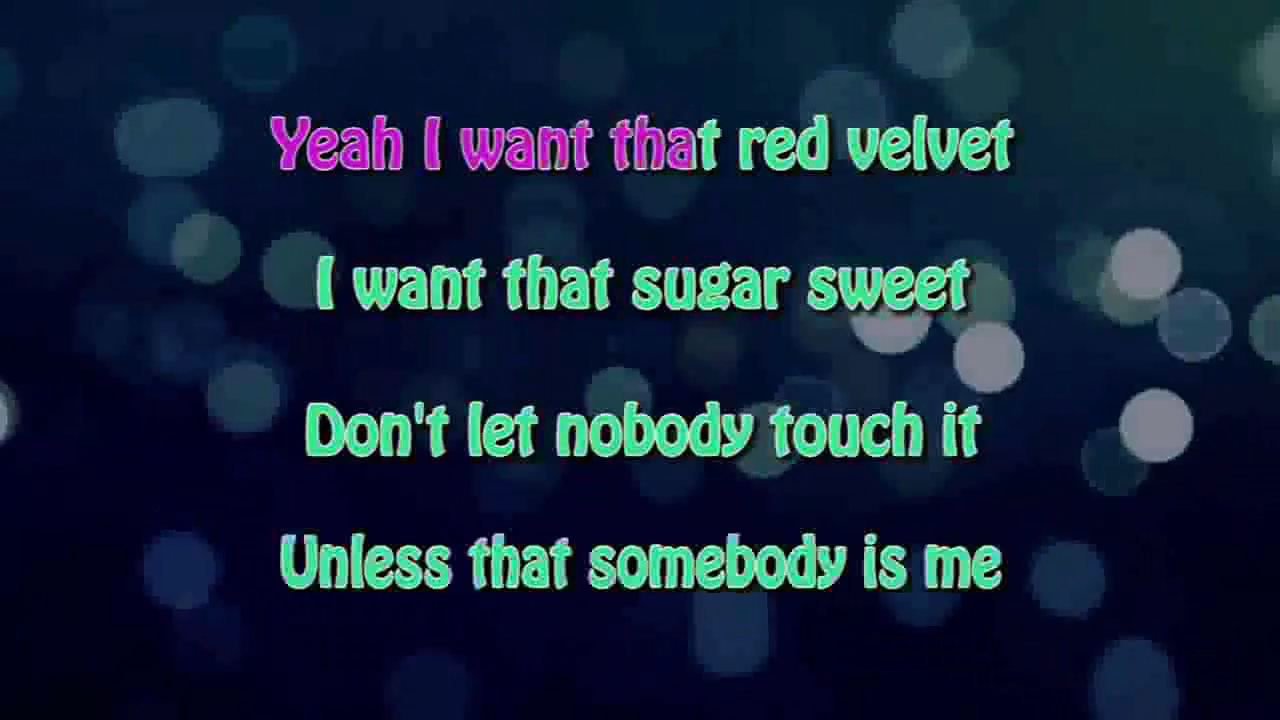 Yeah I want that red velvet
I want that sugar sweet
Don't let nobody touch it
Unless that somebody is me